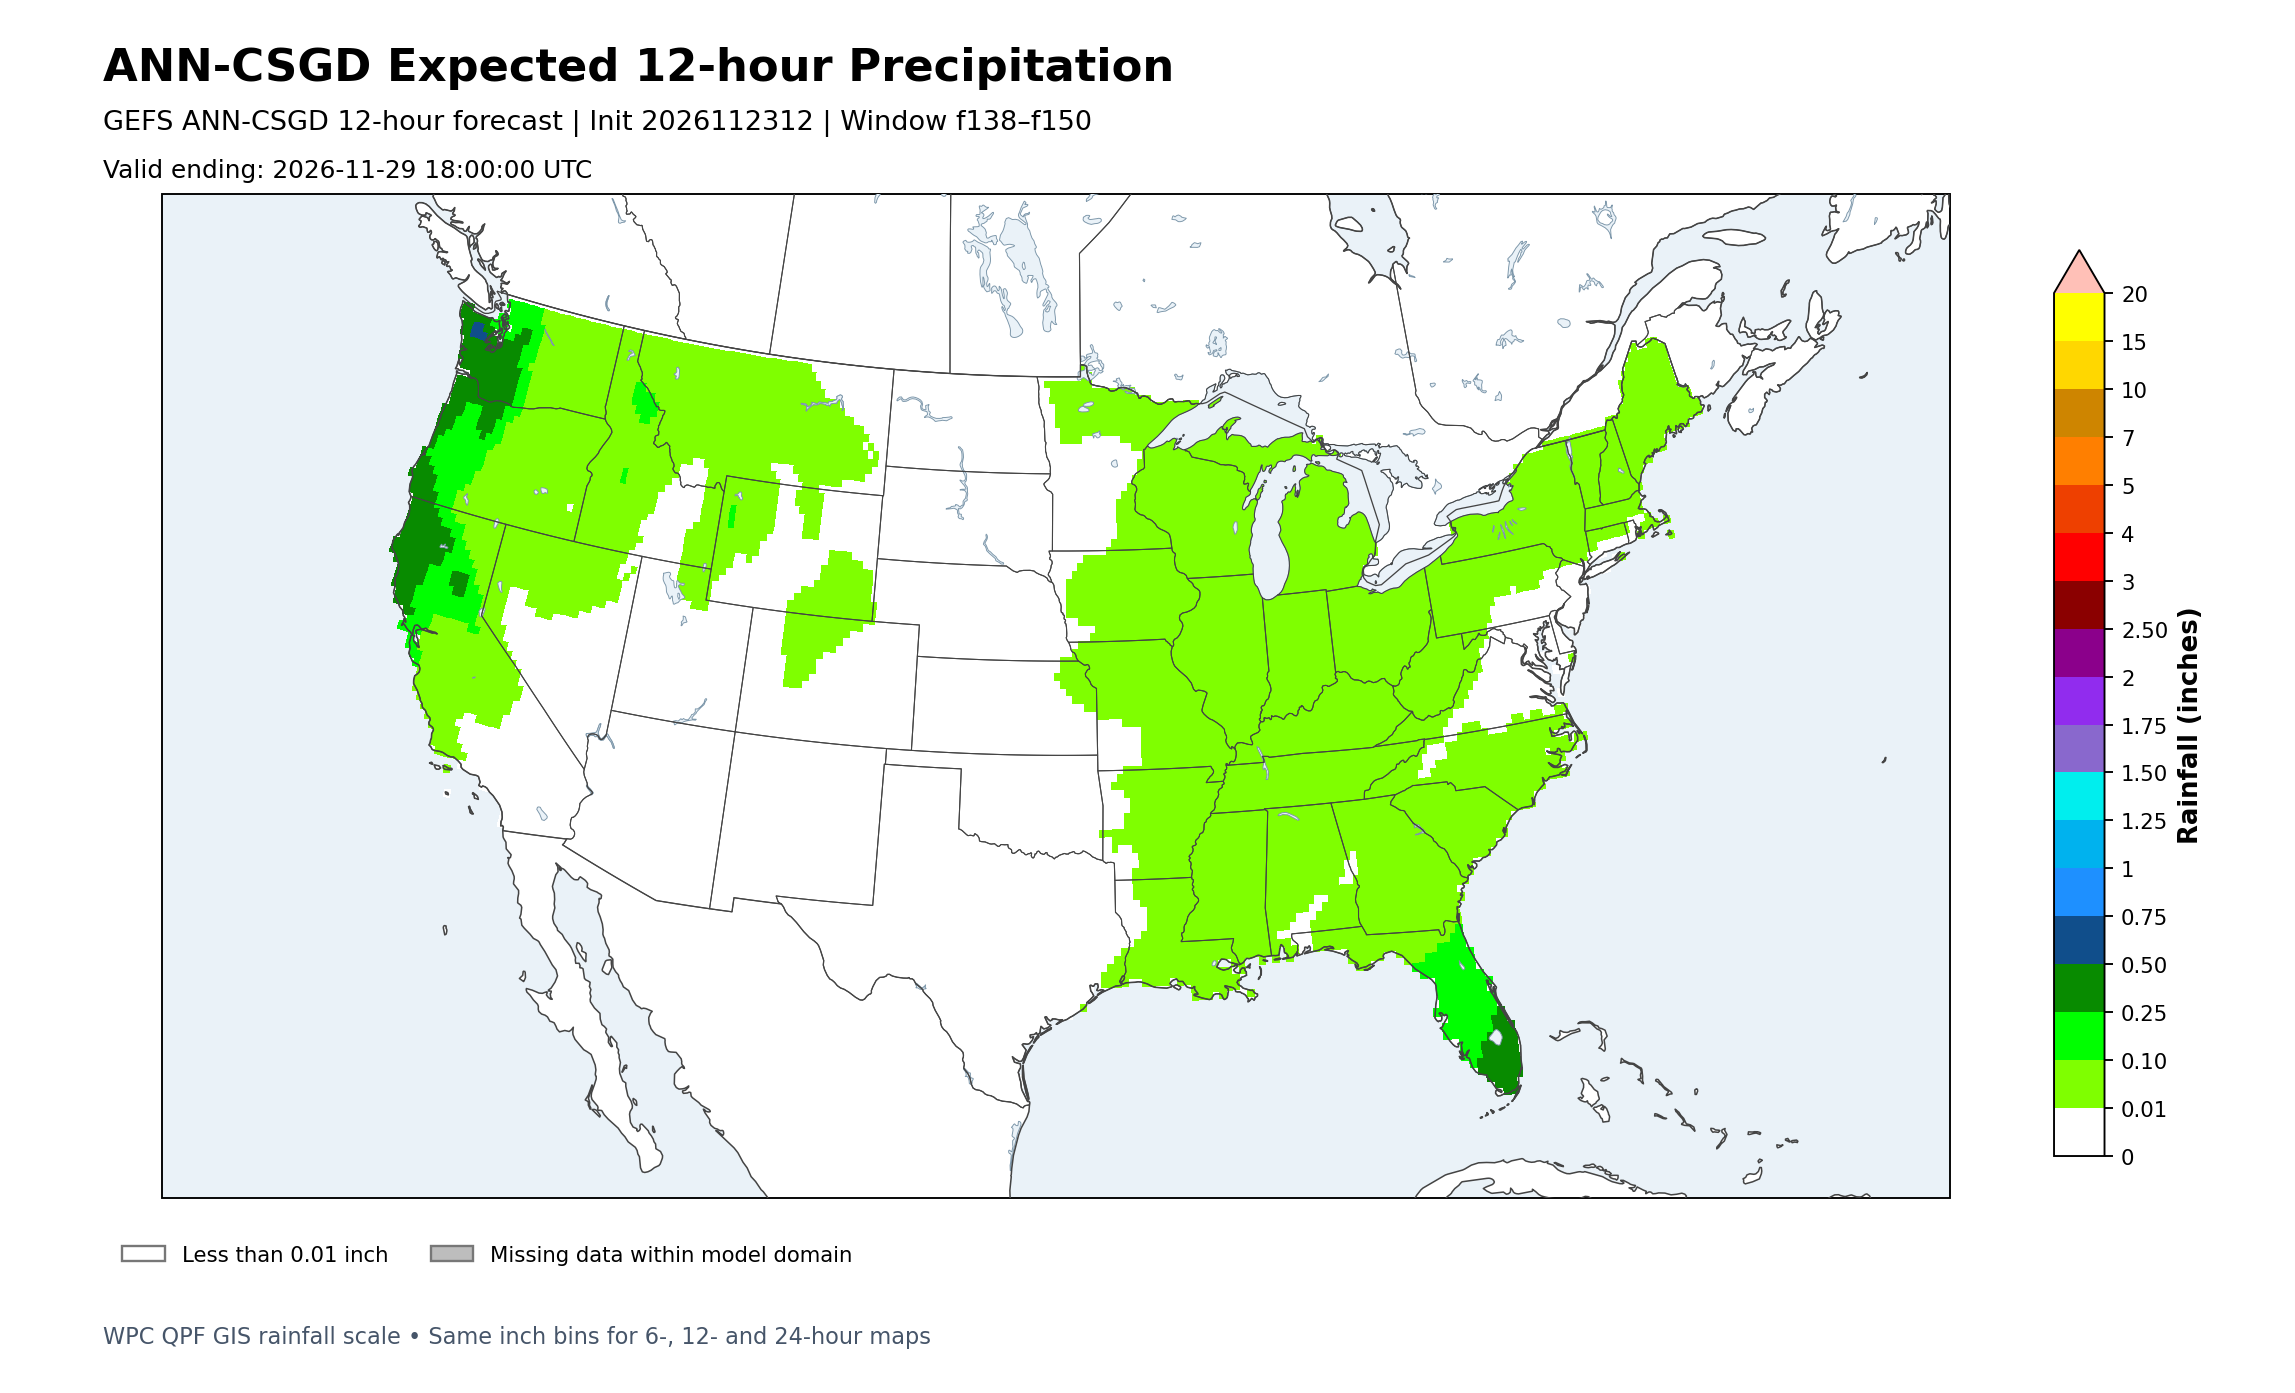 ANN-CSGD Expected 12-hour Precipitation
GEFS ANN-CSGD 12-hour forecast | Init 2026112312 | Window f138–f150
Valid ending: 2026-11-29 18:00:00 UTC
20
15
10
7
5
4
3
2.50
2
1.75
1.50
1.25
1
0.75
0.50
0.25
0.10
0.01
0
Rainfall (inches)
Less than 0.01 inch
Missing data within model domain
WPC QPF GIS rainfall scale • Same inch bins for 6-, 12- and 24-hour maps